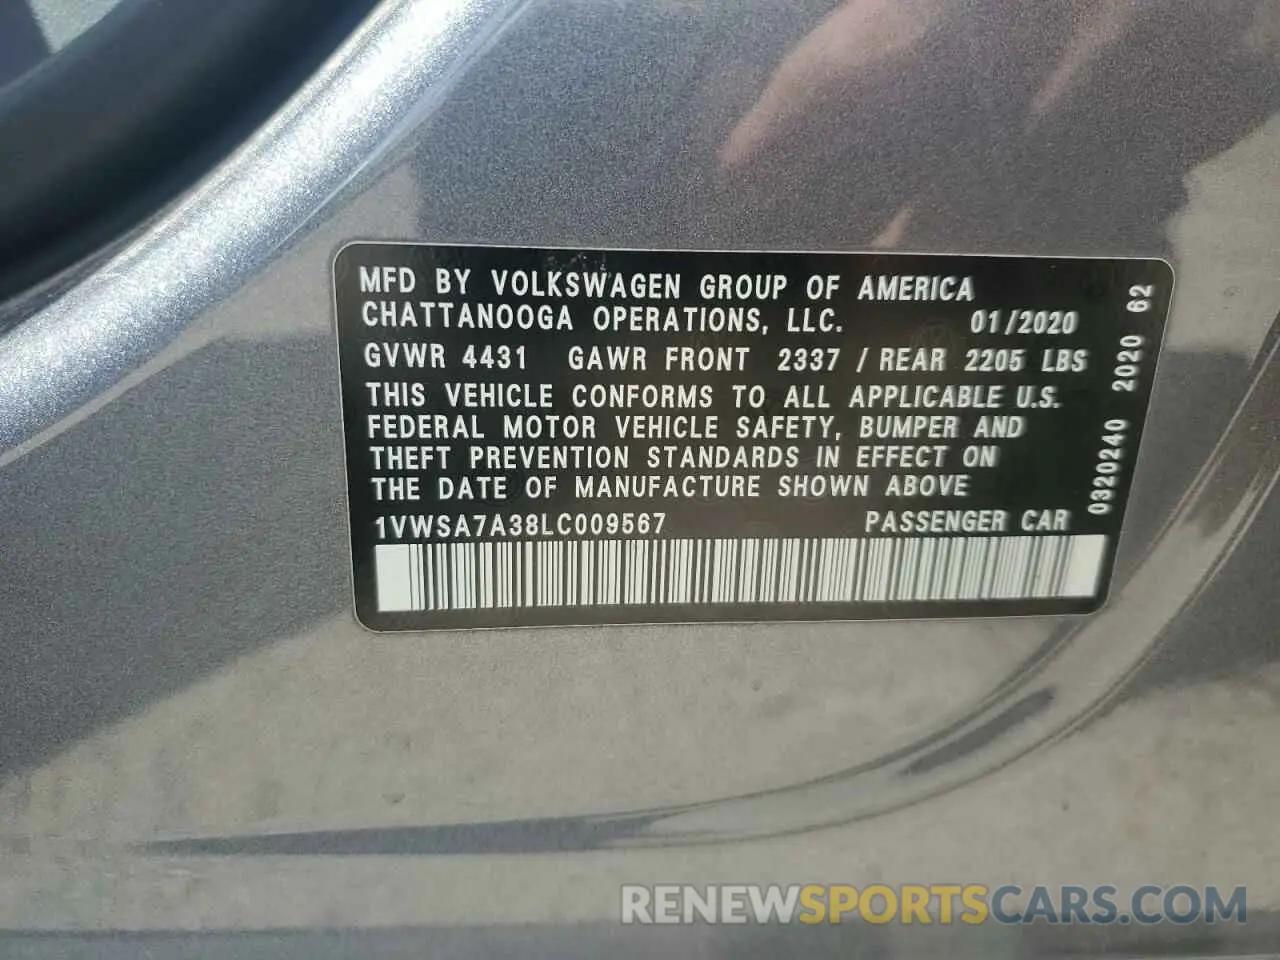 MFD BY VOLKSWAGEN GROUP OF AMERICA
CHATTANOOGA OPERATIONS, LLC. 01/2020
GVWR 4431 GAWR FRONT 2337 / REAR 2205 LBS
THIS VEHICLE CONFORMS TO ALL APPLICABLE U.S.
FEDERAL MOTOR VEHICLE SAFETY, BUMPER AND
THEFT PREVENTION STANDARDS IN EFFECT ON
THE DATE OF MANUFACTURE SHOWN ABOVE
1VWSA7A38LC009567 PASSENGER CAR
0320240 2020 62
RENEWSPORTSCARS.COM